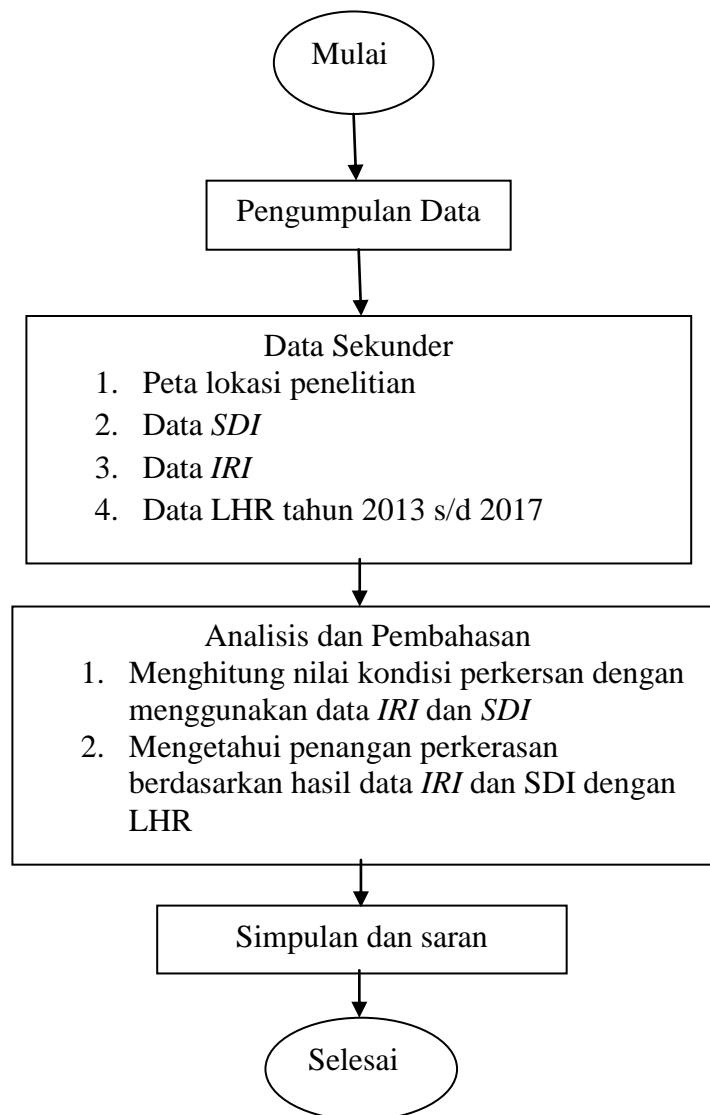 Mulai
Pengumpulan Data
Data Sekunder
1. Peta lokasi penelitian
2. Data SDI
3. Data IRI
4. Data LHR tahun 2013 s/d 2017
Analisis dan Pembahasan
1. Menghitung nilai kondisi perkersan dengan
menggunakan data IRI dan SDI
2. Mengetahui penangan perkerasan
berdasarkan hasil data IRI dan SDI dengan
LHR
Simpulan dan saran
Selesai